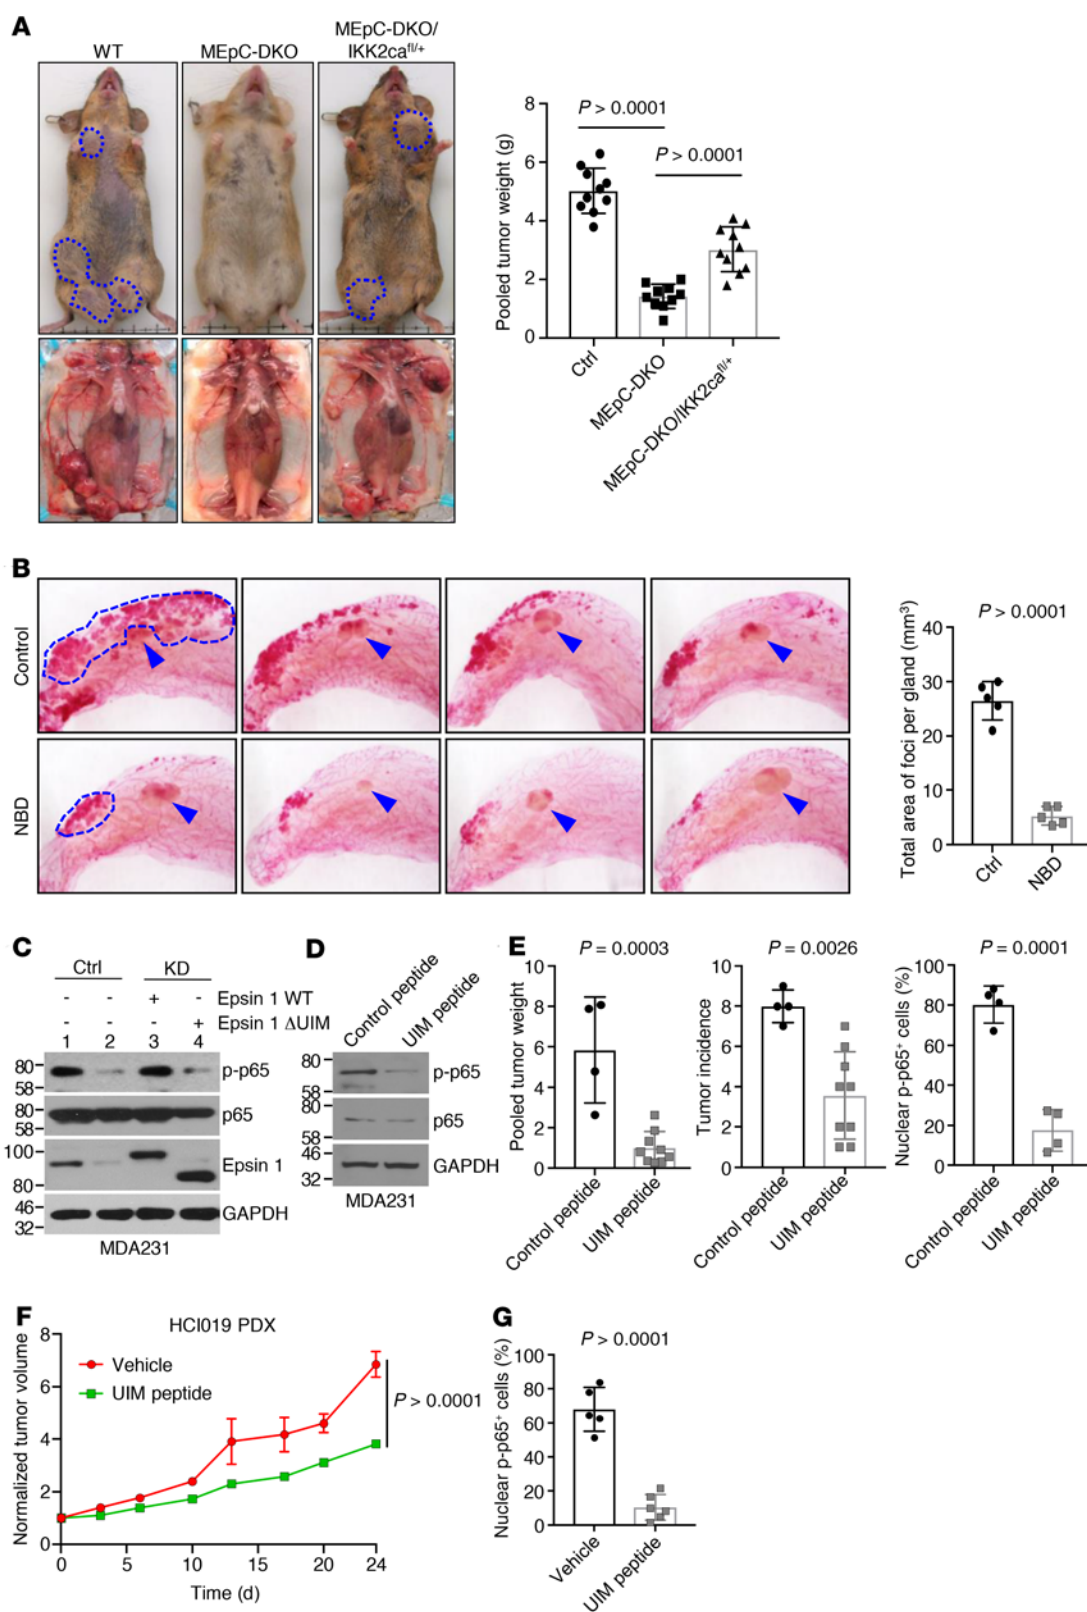 A
WT
MEpC-DKO
MEpC-DKO/
IKK2ca^fl/+
Pooled tumor weight (g)
8
6
4
2
0
P > 0.0001
P > 0.0001
Ctrl
MEpC-DKO
MEpC-DKO/IKK2ca^fl/+
B
Control
NBD
Total area of foci per gland (mm³)
P > 0.0001
40
30
20
10
0
Ctrl
NBD
C
Ctrl KD
- - + - Epsin 1 WT
- - - + Epsin 1 ΔUIM
1 2 3 4
80
58
p-p65
80
58
p65
100
80
Epsin 1
46
32
GAPDH
MDA231
D
Control peptide
UIM peptide
80
58
p-p65
80
58
p65
46
32
GAPDH
MDA231
E
P = 0.0003
Pooled tumor weight
10
8
6
4
2
0
Control peptide
UIM peptide
P = 0.0026
Tumor incidence
10
8
6
4
2
0
Control peptide
UIM peptide
P = 0.0001
Nuclear p-p65⁺ cells (%)
100
80
60
40
20
0
Control peptide
UIM peptide
F
HCI019 PDX
Normalized tumor volume
8
6
4
2
0
Vehicle
UIM peptide
P > 0.0001
0 5 10 15 20 24
Time (d)
G
P > 0.0001
Nuclear p-p65⁺ cells (%)
100
80
60
40
20
0
Vehicle
UIM peptide